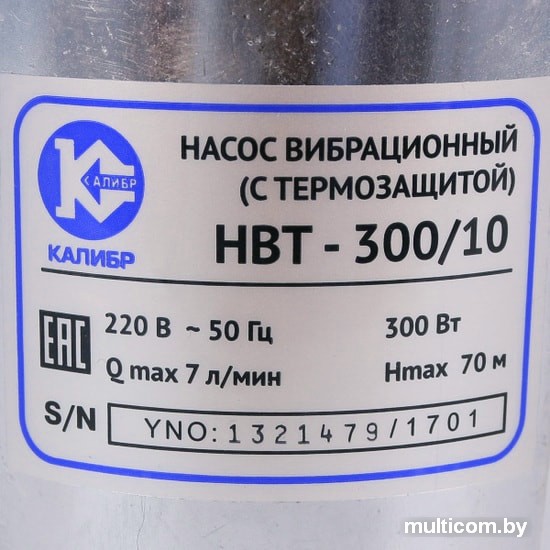 КАЛИБР
КАЛИБР
НАСОС ВИБРАЦИОННЫЙ
(С ТЕРМОЗАЩИТОЙ)
НВТ - 300/10
EAC
220 В ~ 50 Гц
300 Вт
Q max 7 л/мин
Hmax 70 м
S/N
YNO: 1321479/1701
multicom.by